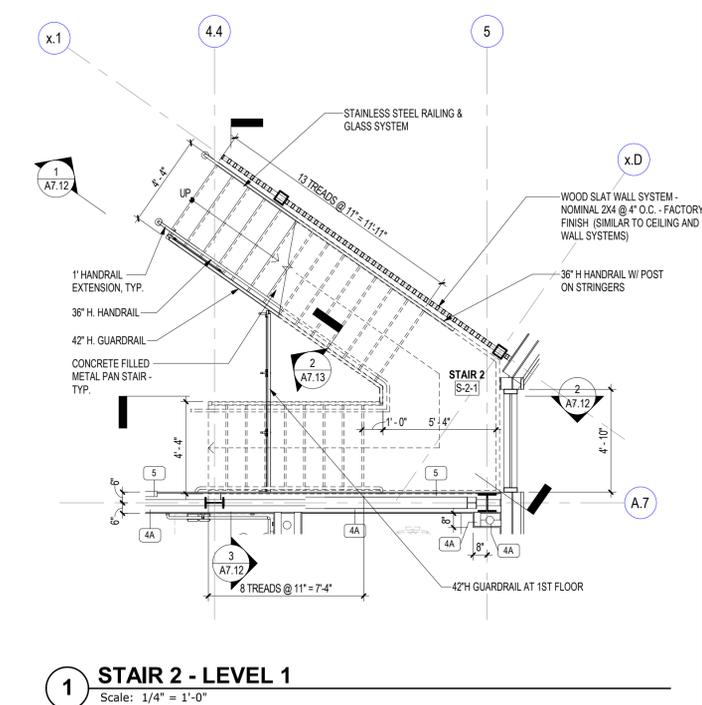 x.1
4.4
5
x.D
STAINLESS STEEL RAILING &
GLASS SYSTEM
1
A7.12
4'- 4"
UP
13 TREADS @ 11" = 11'-11"
WOOD SLAT WALL SYSTEM -
NOMINAL 2X4 @ 4" O.C. - FACTORY
FINISH (SIMILAR TO CEILING AND
WALL SYSTEMS)
36" H HANDRAIL W/ POST
ON STRINGERS
1' HANDRAIL
EXTENSION, TYP.
36" H. HANDRAIL
42" H. GUARDRAIL
CONCRETE FILLED
METAL PAN STAIR -
TYP.
2
A7.13
STAIR 2
S-2-1
2
A7.12
1'- 0"
5'- 4"
4'- 4"
4'- 10"
5
5
6"
6"
A.7
4A
4A
8"
4A
4A
8"
3
A7.12
8 TREADS @ 11" = 7'-4"
42"H GUARDRAIL AT 1ST FLOOR
1
STAIR 2 - LEVEL 1
Scale: 1/4" = 1'-0"